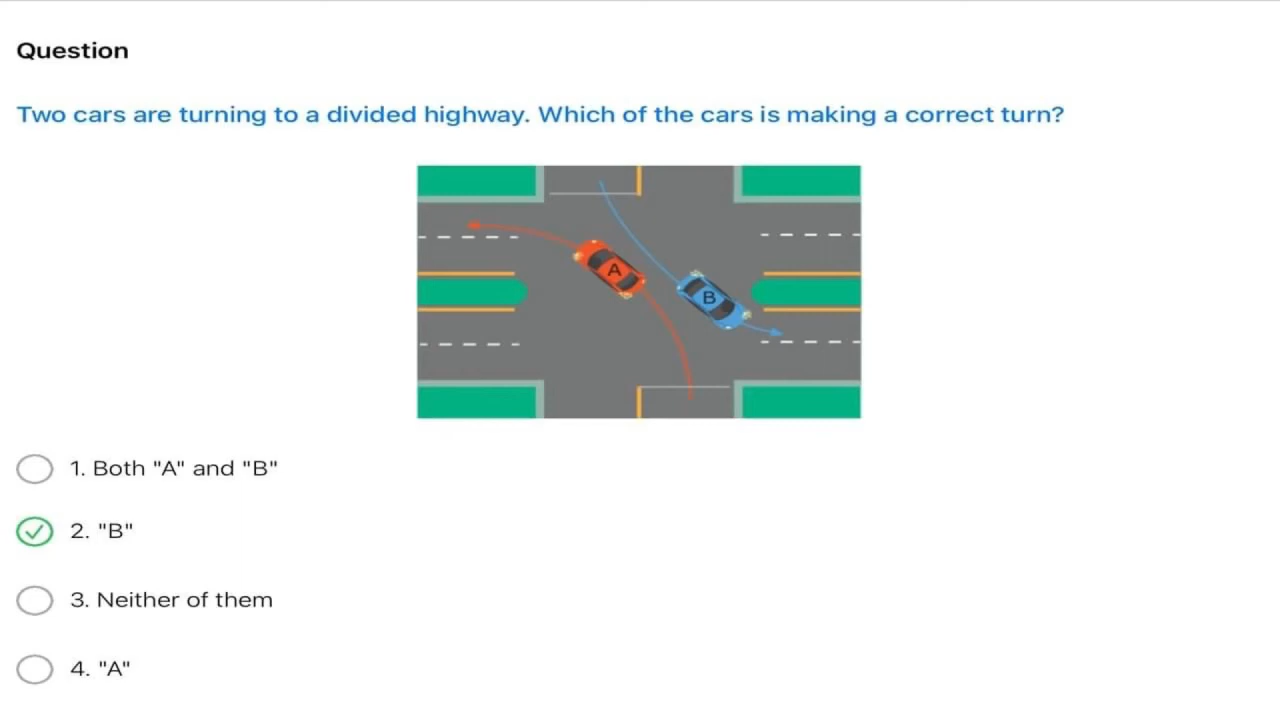 Question
Two cars are turning to a divided highway. Which of the cars is making a correct turn?
A
B
1. Both "A" and "B"
2. "B"
3. Neither of them
4. "A"